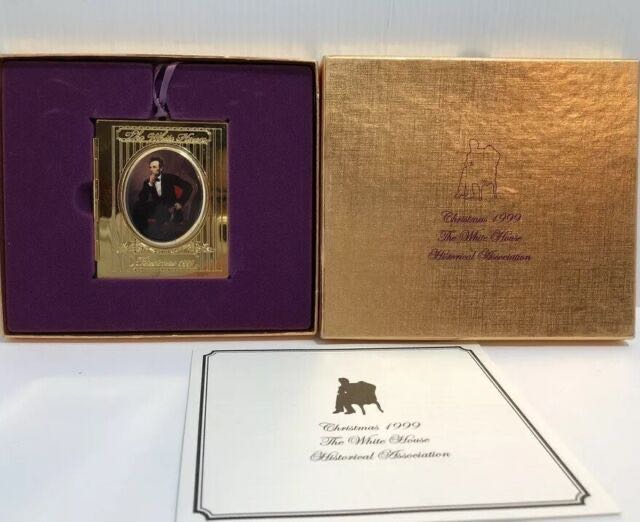 The White House
Christmas 1999
Christmas 1999
The White House
Historical Association
Christmas 1999
The White House
Historical Association